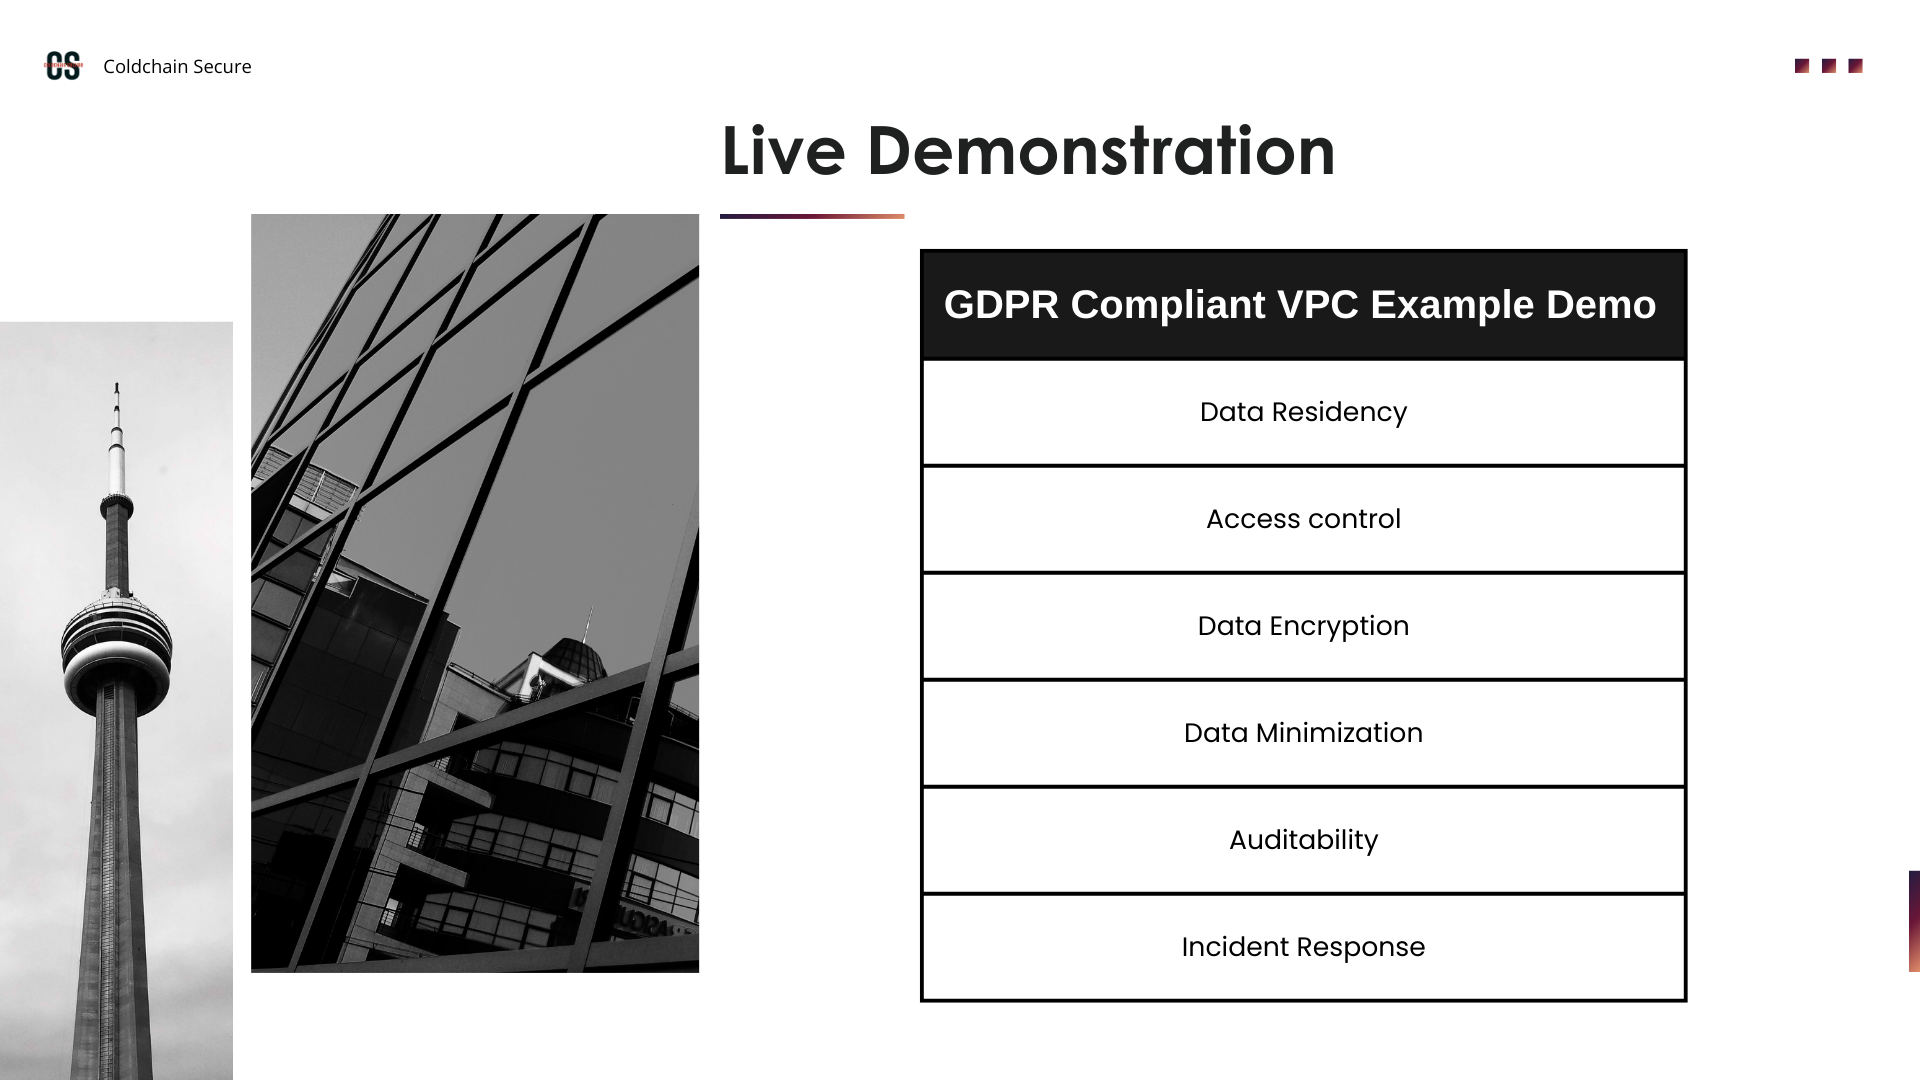 CS
Coldchain Secure
Live Demonstration
GDPR Compliant VPC Example Demo
Data Residency
Access control
Data Encryption
Data Minimization
Auditability
Incident Response